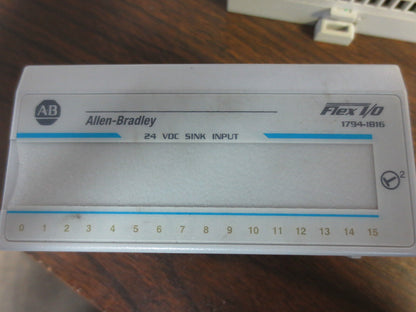 AB
Allen-Bradley
Flex I/O
1794-IB16
24 VDC SINK INPUT
2
0 1 2 3 4 5 6 7 8 9 10 11 12 13 14 15